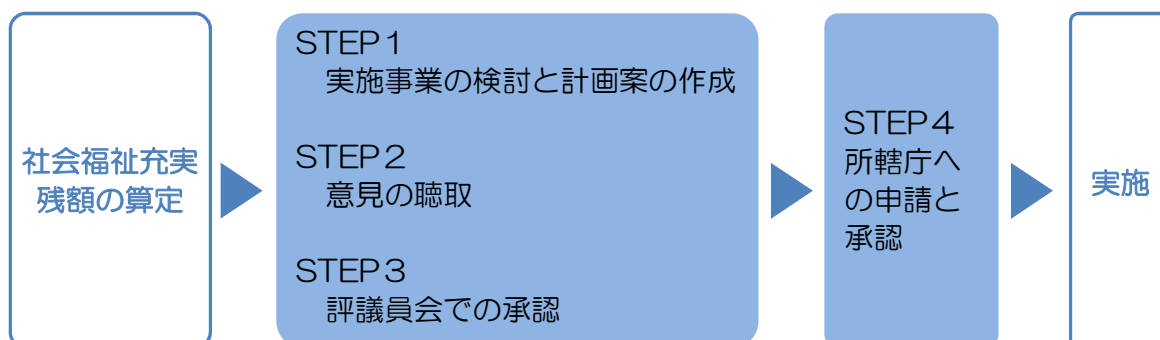 社会福祉充実
残額の算定
STEP1
実施事業の検討と計画案の作成
STEP2
意見の聴取
STEP3
評議員会での承認
STEP4
所轄庁へ
の申請と
承認
実施